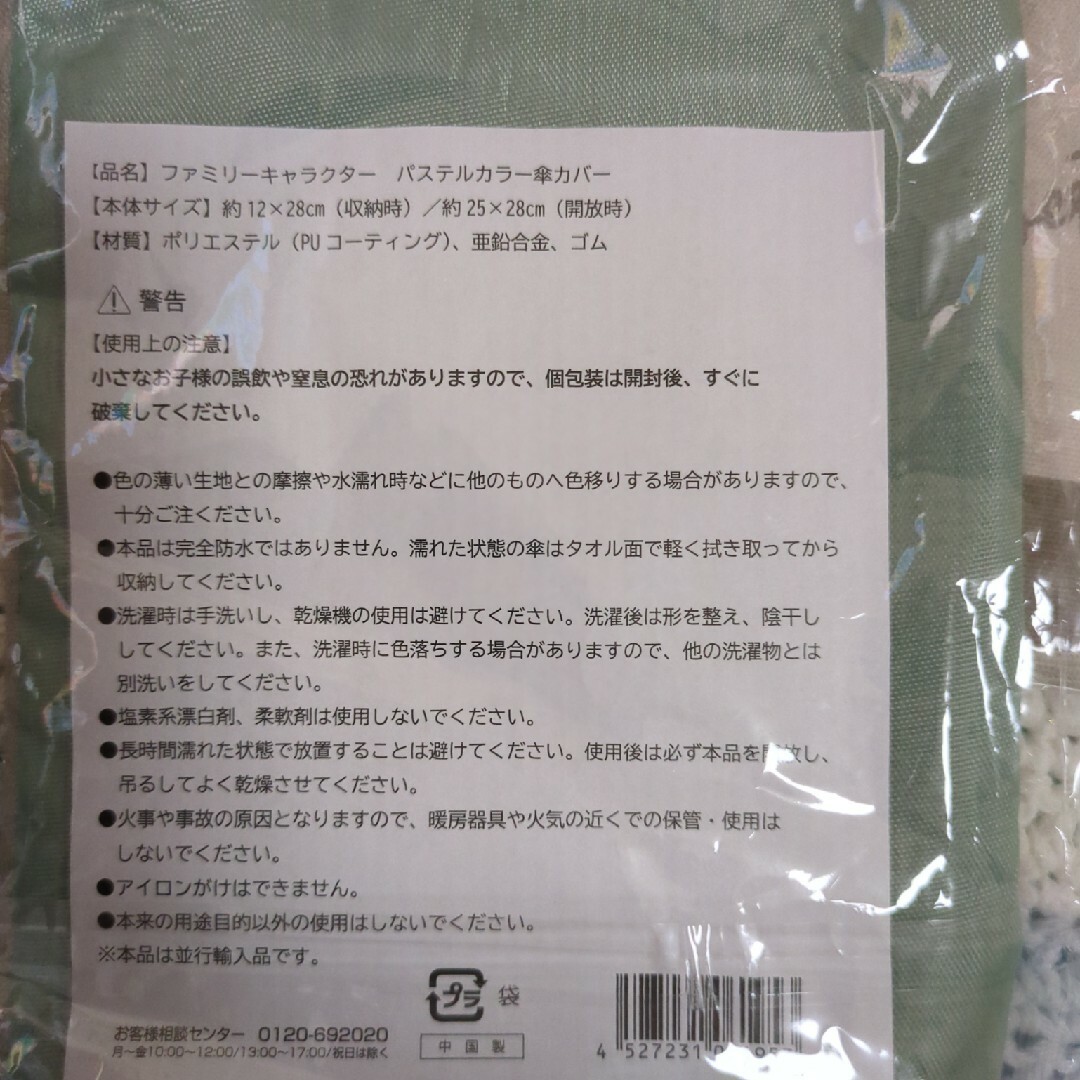 【品名】ファミリーキャラクター　パステルカラー傘カバー
【本体サイズ】約12×28㎝（収納時）／約25×28㎝（開放時）
【材質】ポリエステル（PUコーティング）、亜鉛合金、ゴム
⚠ 警告
【使用上の注意】
小さなお子様の誤飲や窒息の恐れがありますので、個包装は開封後、すぐに
破棄してください。
●色の薄い生地との摩擦や水濡れ時などに他のものへ色移りする場合がありますので、
十分ご注ください。
●本品は完全防水ではありません。濡れた状態の傘はタオル面で軽く拭き取ってから
収納してください。
●洗濯時は手洗いし、乾燥機の使用は避けてください。洗濯後は形を整え、陰干し
してください。また、洗濯時に色落ちする場合がありますので、他の洗濯物とは
別洗いをしてください。
●塩素系漂白剤、柔軟剤は使用しないでください。
●長時間濡れた状態で放置することは避けてください。使用後は必ず本品を開放し、
吊るしてよく乾燥させてください。
●火事や事故の原因となりますので、暖房器具や火気の近くでの保管・使用は
しないでください。
●アイロンがけはできません。
●本来の用途目的以外の使用はしないでください。
※本品は並行輸入品です。
プラ 袋
お客様相談センター 0120-692020
月～金10:00～12:00/13:00～17:00/祝日は除く
中国製
4 527231